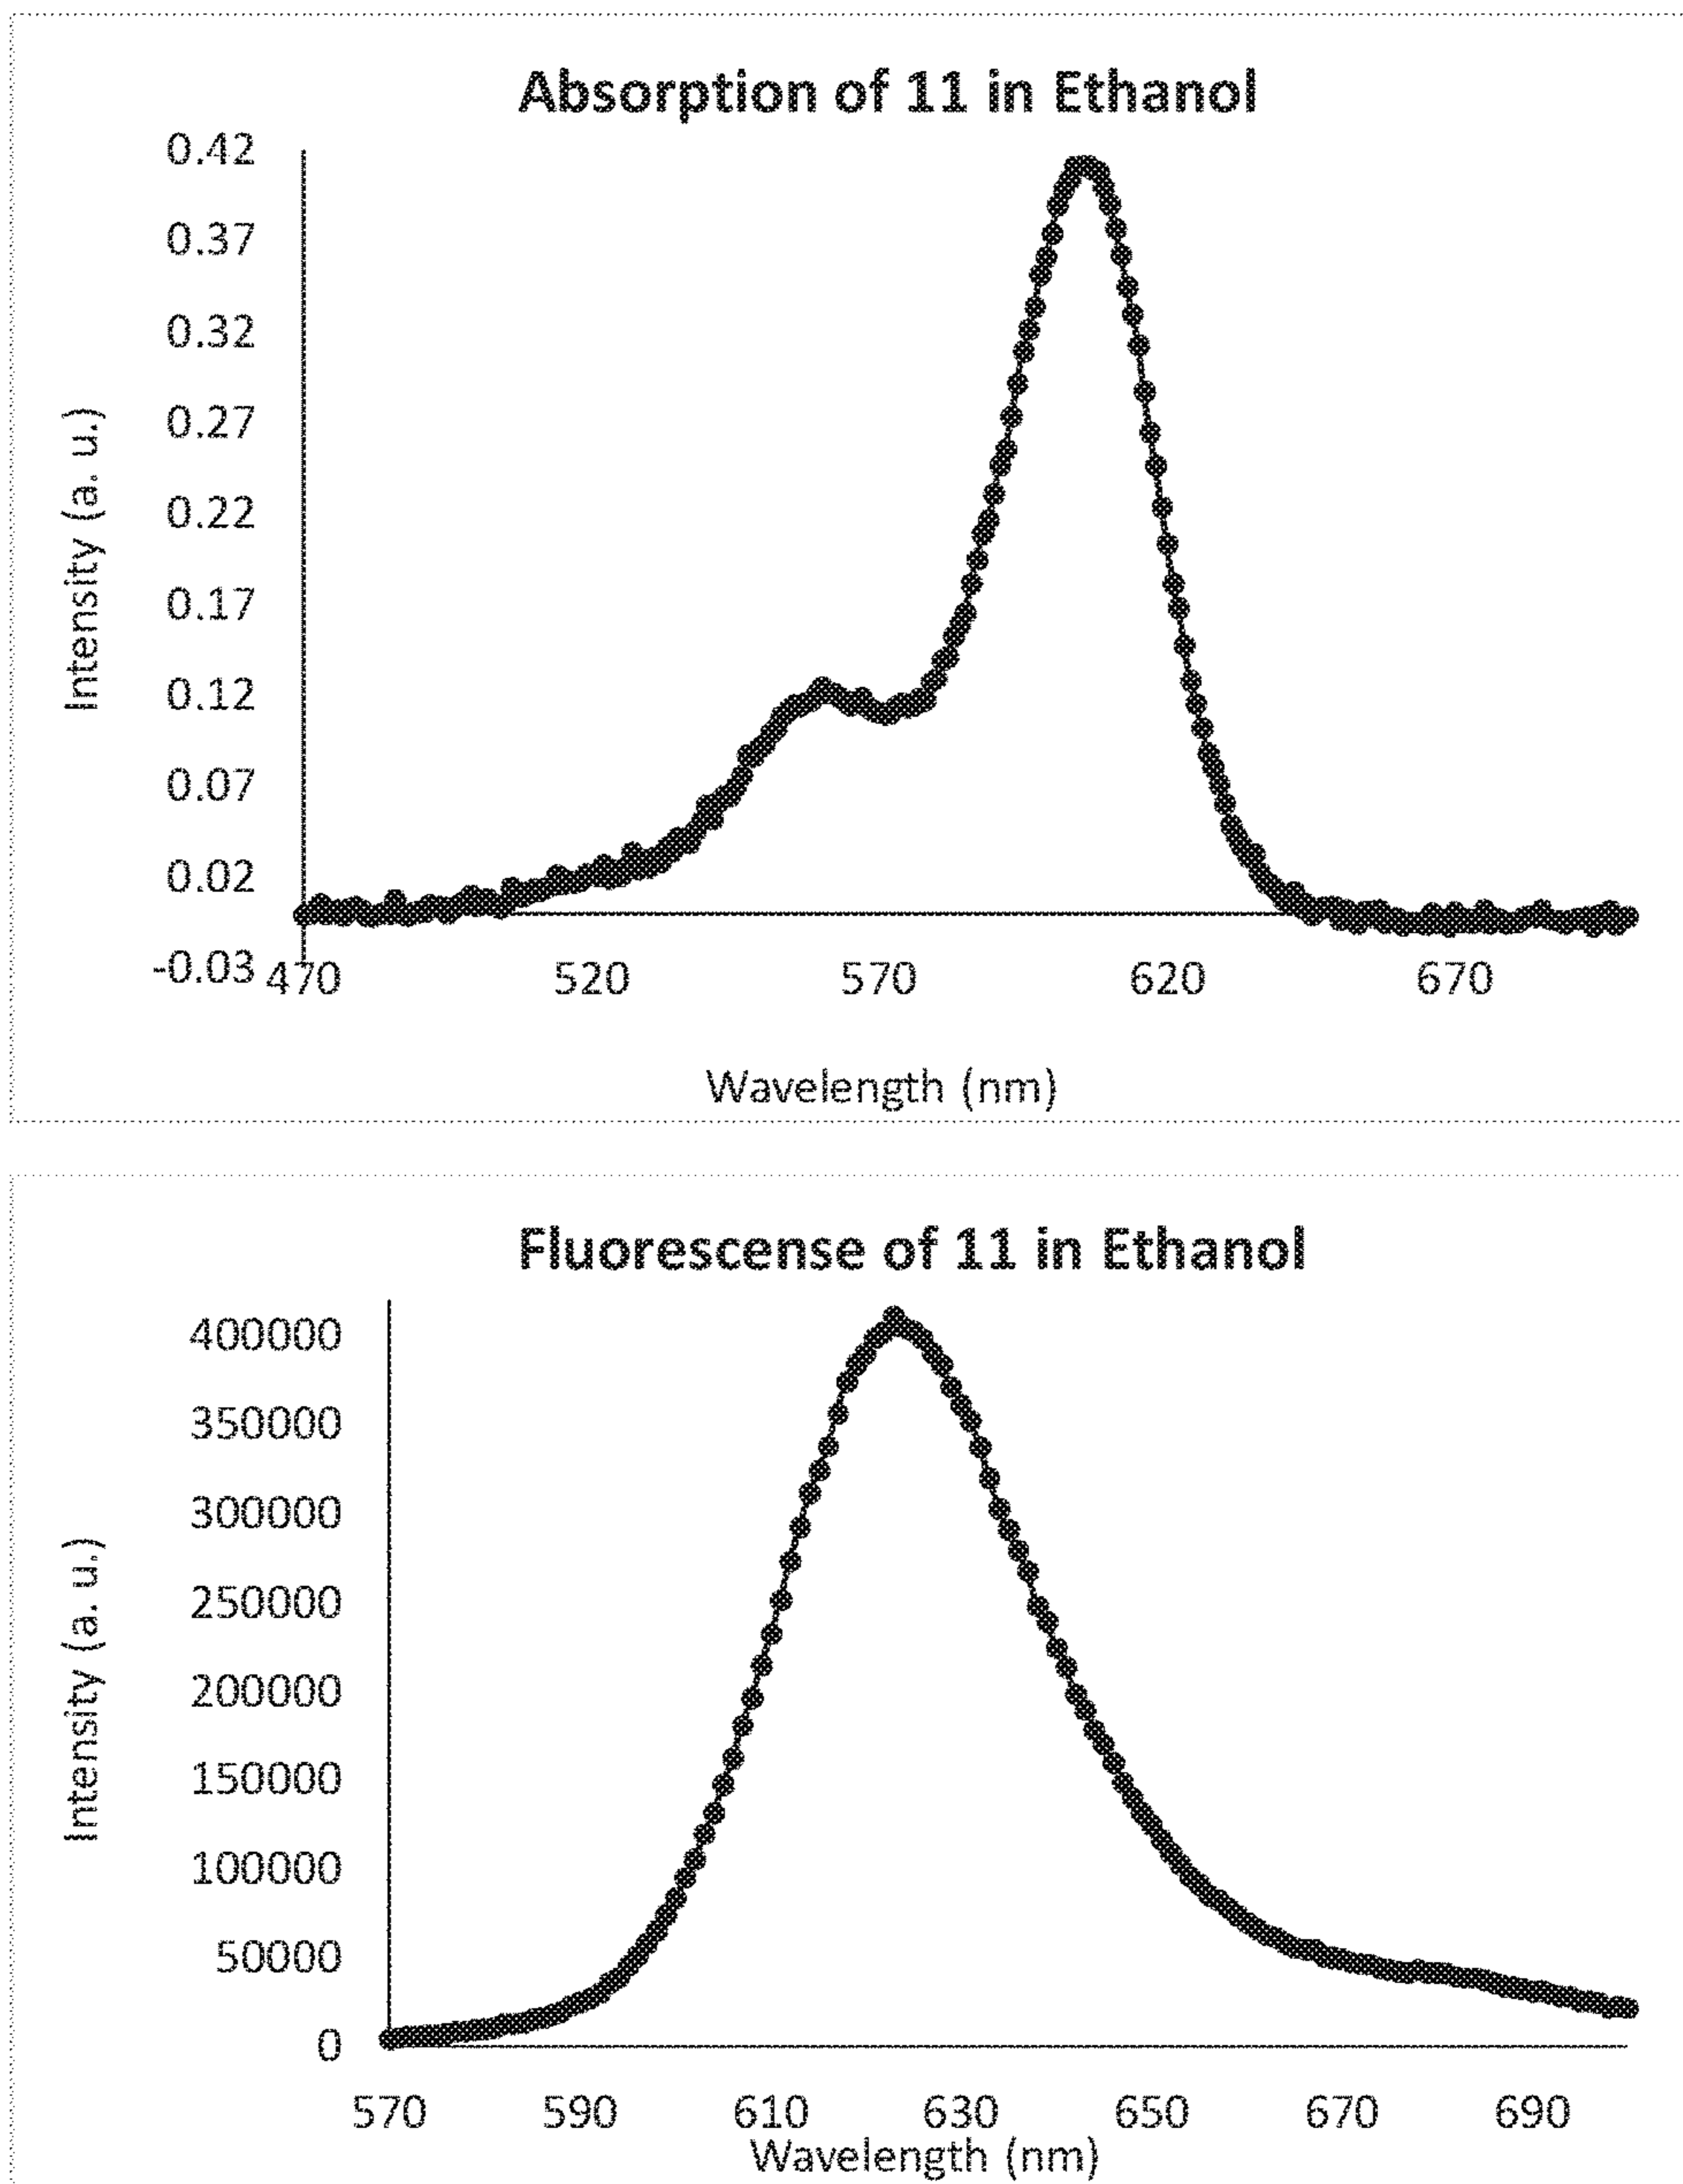 Absorption of 11 in Ethanol
0.42
0.37
0.32
0.27
0.22
0.17
0.12
0.07
0.02
-0.03
Intensity (a. u.)
470 520 570 620 670
Wavelength (nm)
Fluorescense of 11 in Ethanol
400000
350000
300000
250000
200000
150000
100000
50000
0
Intensity (a. u.)
570 590 610 630 650 670 690
Wavelength (nm)